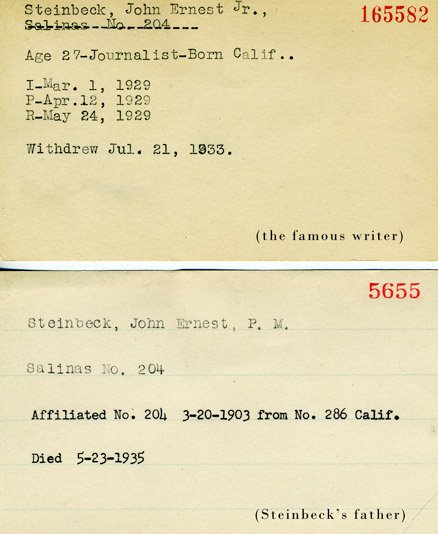 Steinbeck, John Ernest Jr.,
165582
Salinas No. 204
Age 27-Journalist-Born Calif..
I-Mar. 1, 1929
P-Apr.12, 1929
R-May 24, 1929
Withdrew Jul. 21, 1933.
(the famous writer)
5655
Steinbeck, John Ernest, P. M.
Salinas No. 204
Affiliated No. 204 3-20-1903 from No. 286 Calif.
Died 5-23-1935
(Steinbeck's father)